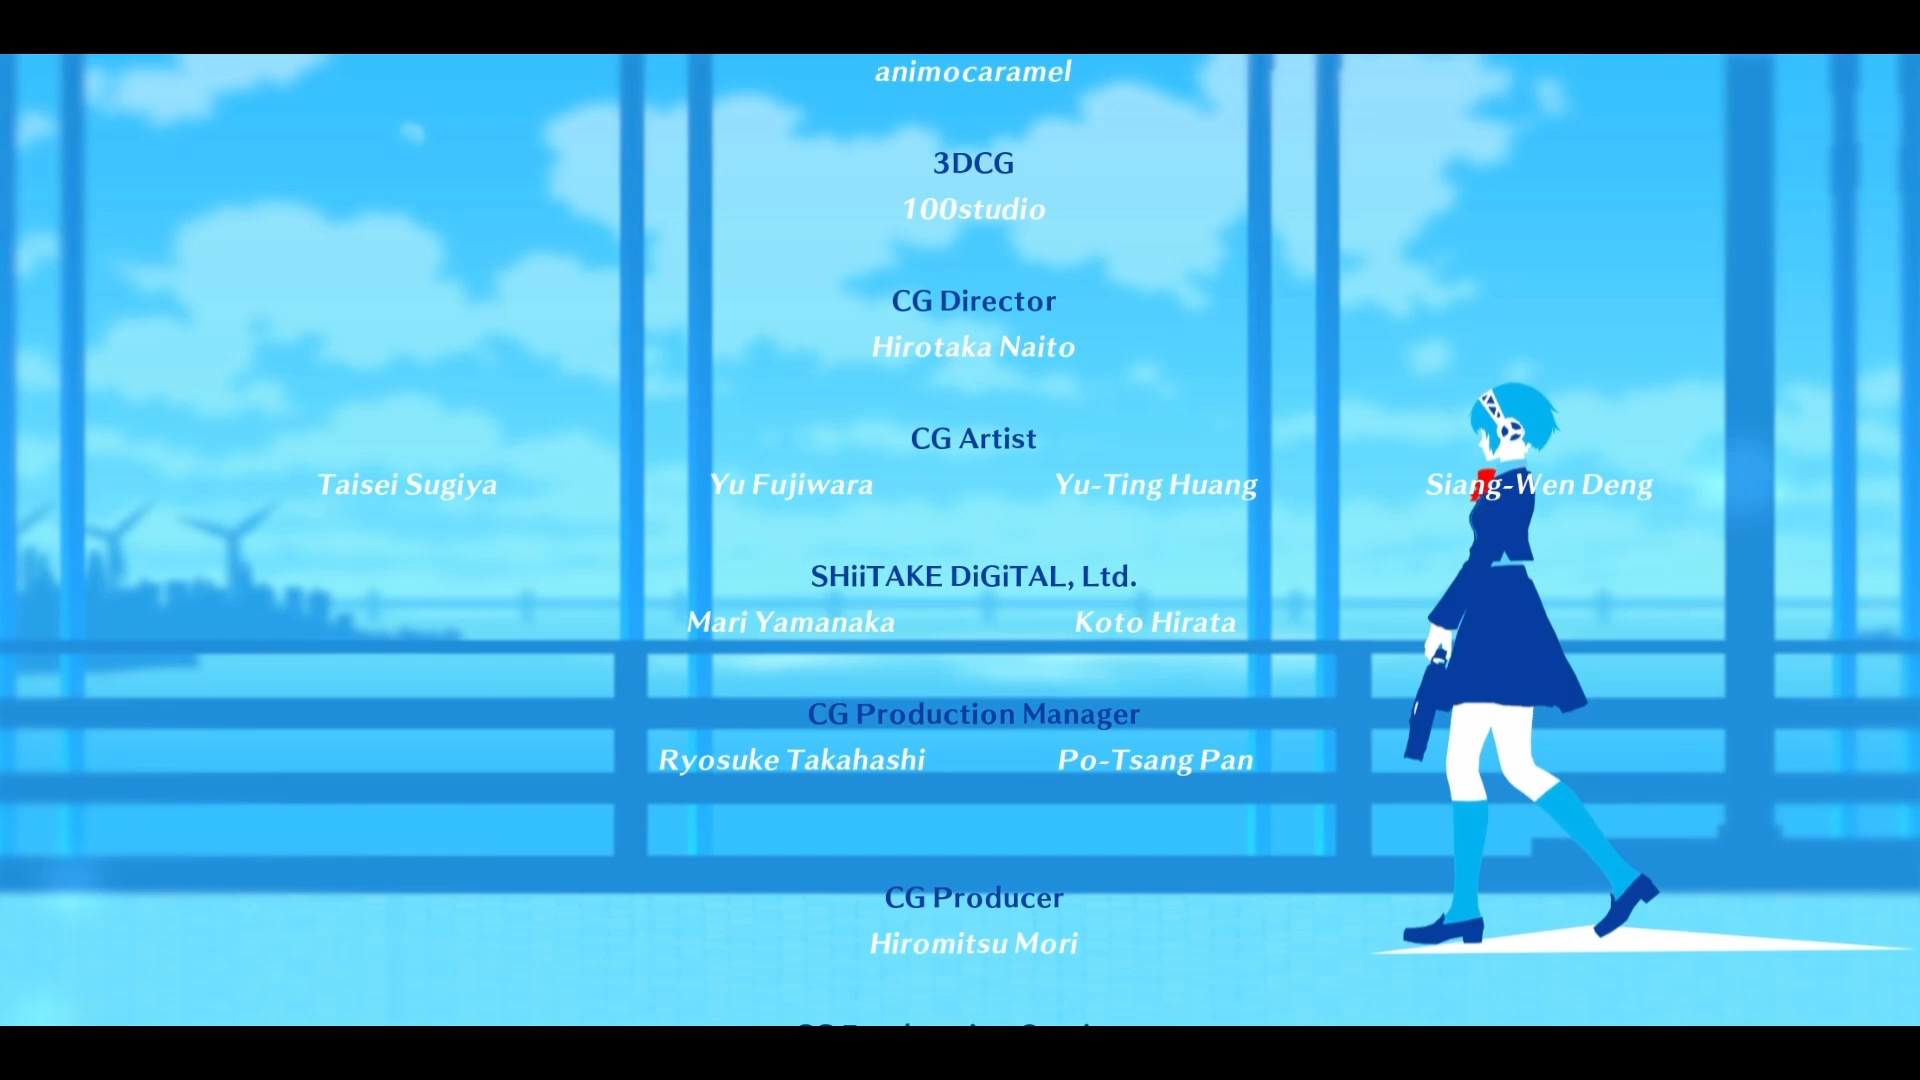 animocaramel
3DCG
100studio
CG Director
Hirotaka Naito
CG Artist
Taisei Sugiya Yu Fujiwara Yu-Ting Huang Siang-Wen Deng
SHiiTAKE DiGiTAL, Ltd.
Mari Yamanaka Koto Hirata
CG Production Manager
Ryosuke Takahashi Po-Tsang Pan
CG Producer
Hiromitsu Mori